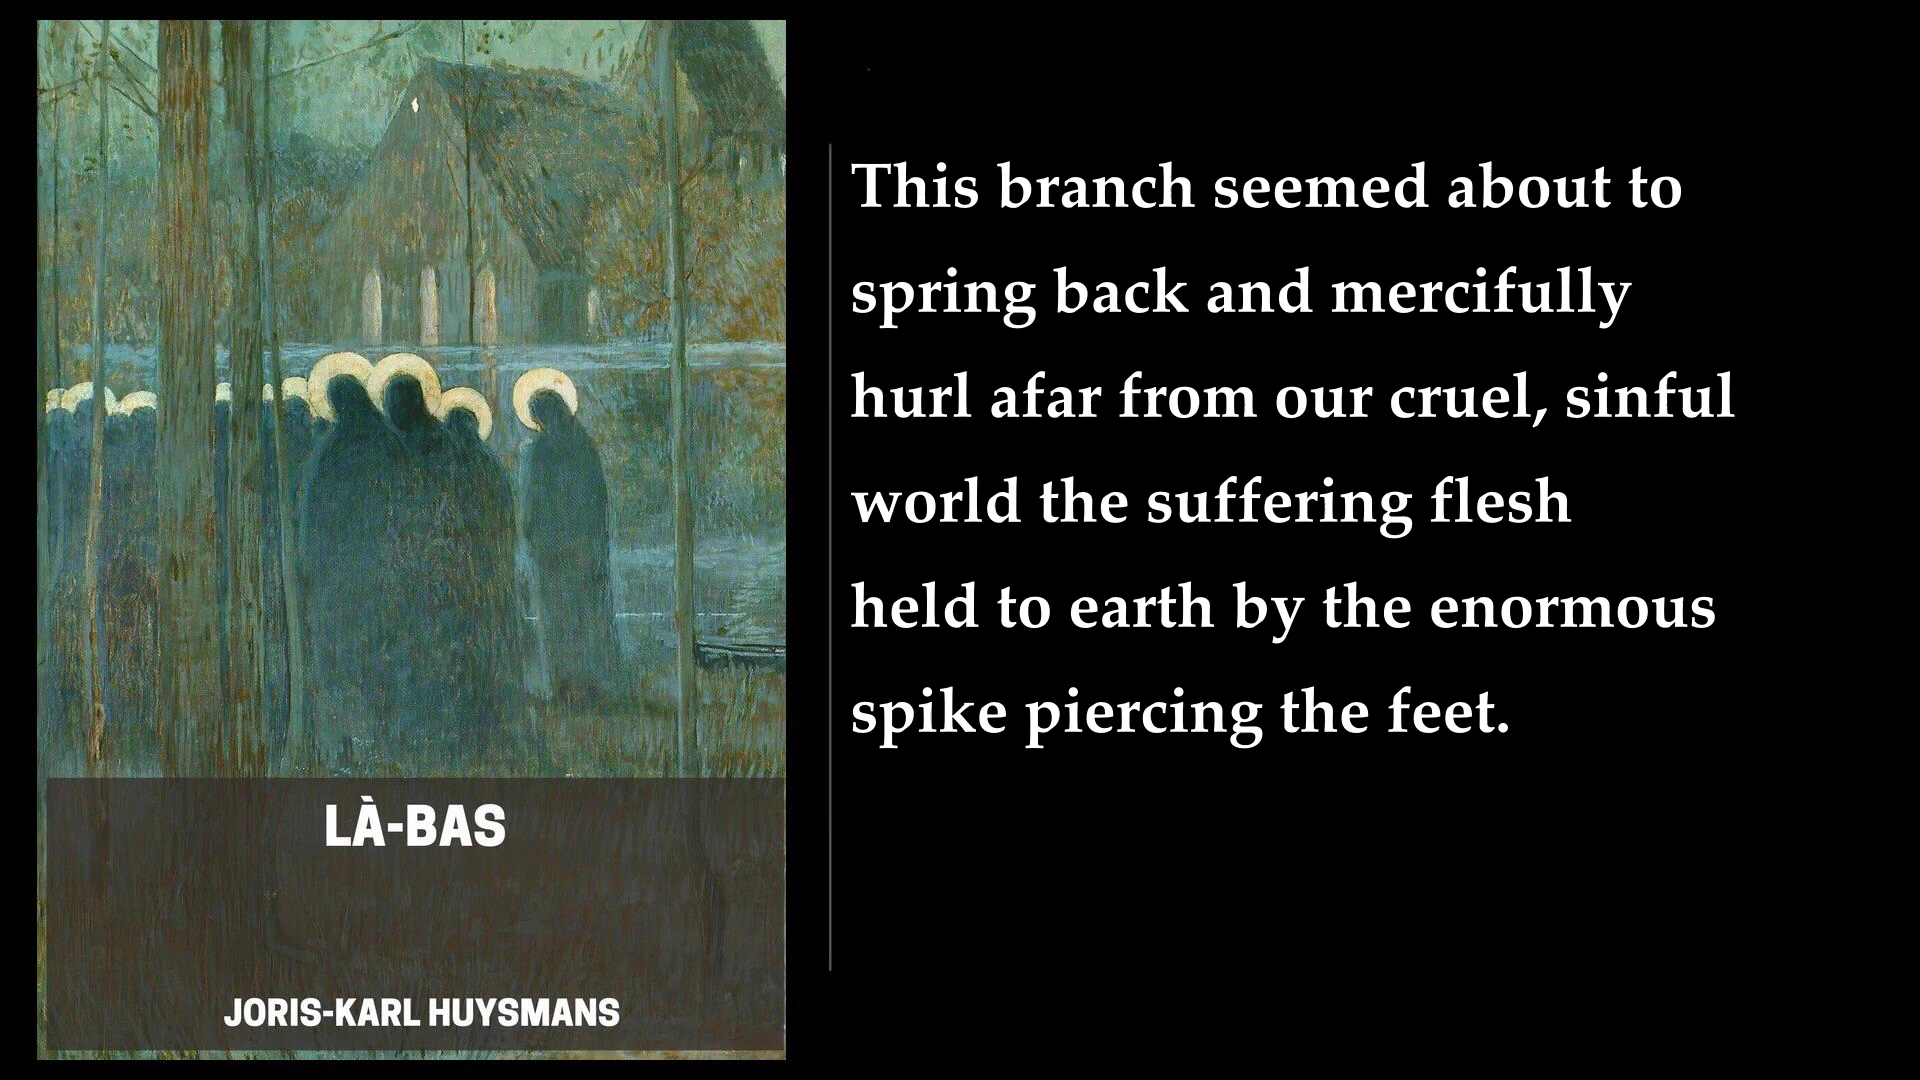 LÀ-BAS
JORIS-KARL HUYSMANS
This branch seemed about to
spring back and mercifully
hurl afar from our cruel, sinful
world the suffering flesh
held to earth by the enormous
spike piercing the feet.